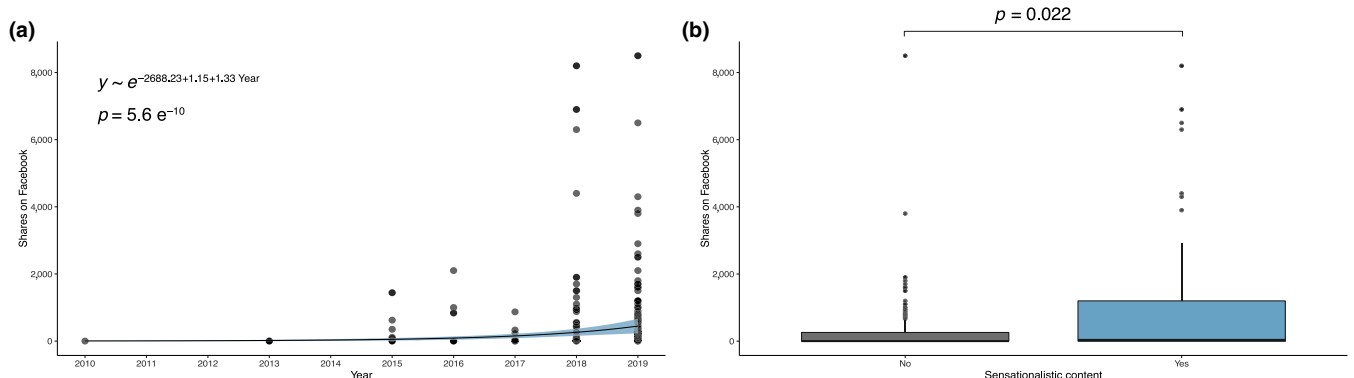 (a)
y ~ e^–2688.23+1.15+1.33 Year
p = 5.6 e^–10
Shares on Facebook
8,000
6,000
4,000
2,000
0
2010 2011 2012 2013 2014 2015 2016 2017 2018 2019
Year
(b)
p = 0.022
Shares on Facebook
8,000
6,000
4,000
2,000
0
No Yes
Sensationalistic content